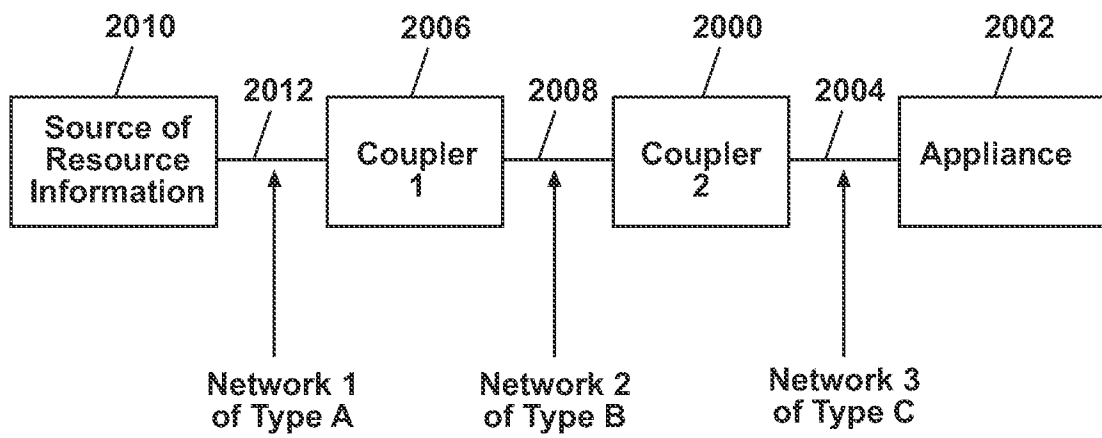 2010
2006
2000
2002
2012
2008
2004
Source of
Resource
Information
Coupler
1
Coupler
2
Appliance
Network 1
of Type A
Network 2
of Type B
Network 3
of Type C